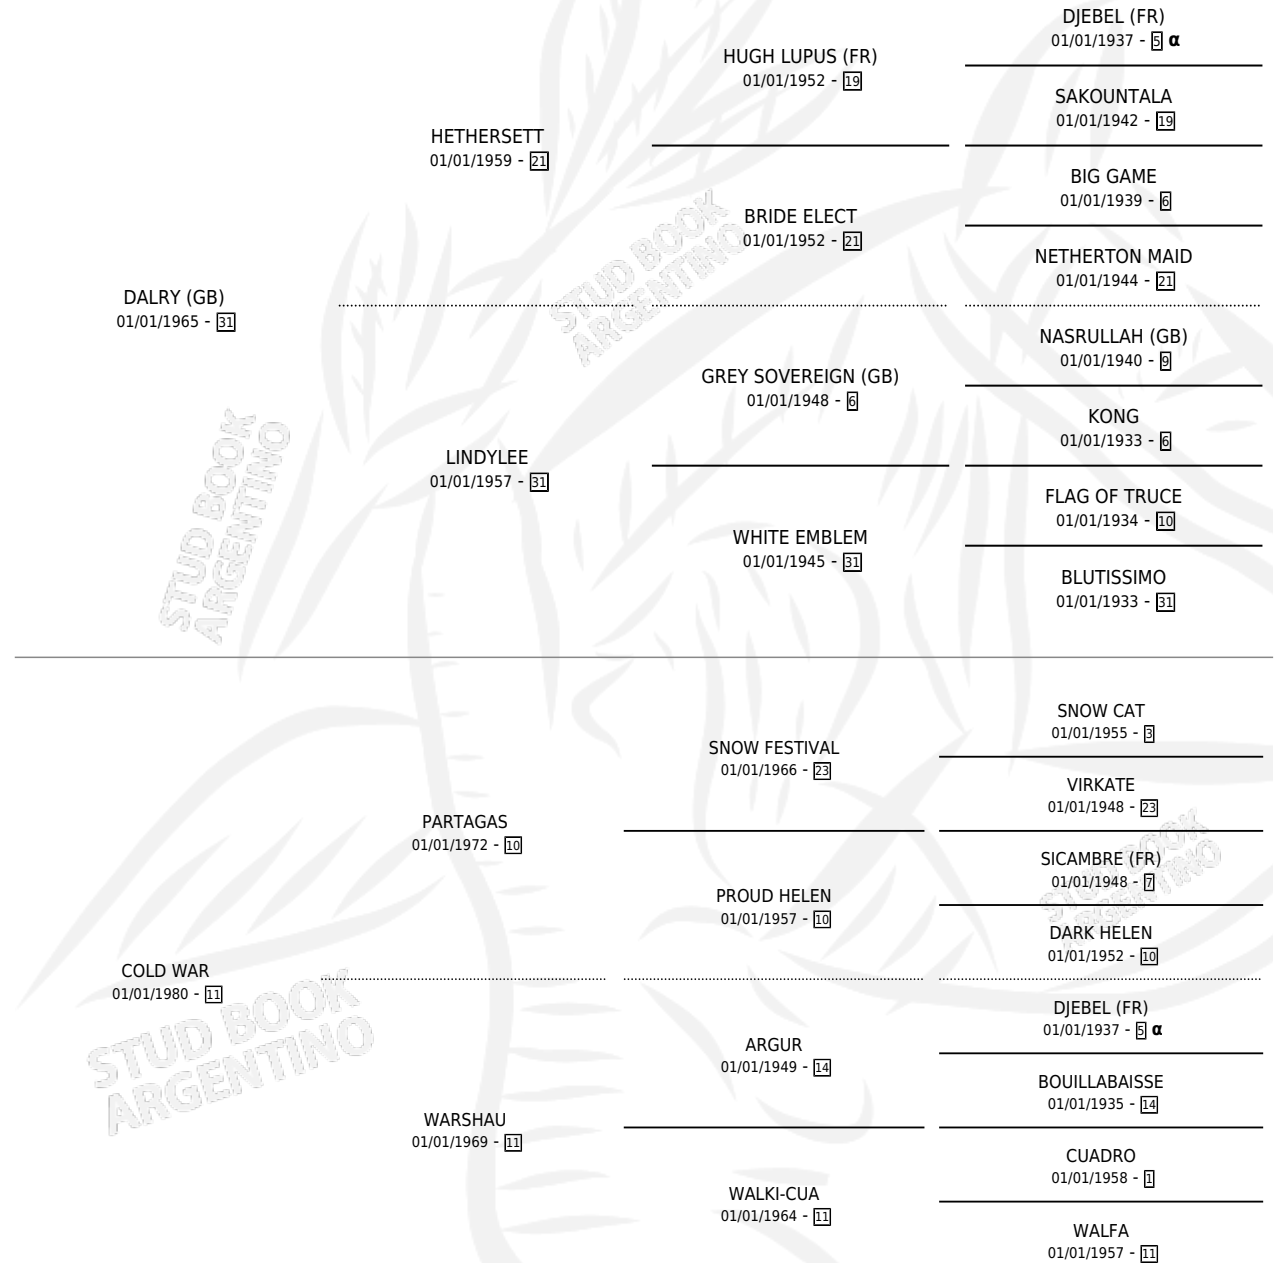 DJEBEL (FR)
01/01/1937 - 5 α
HUGH LUPUS (FR)
01/01/1952 - 19
SAKOUNTALA
01/01/1942 - 19
HETHERSETT
01/01/1959 - 21
BIG GAME
01/01/1939 - 6
BRIDE ELECT
01/01/1952 - 21
NETHERTON MAID
01/01/1944 - 21
DALRY (GB)
01/01/1965 - 31
NASRULLAH (GB)
01/01/1940 - 9
GREY SOVEREIGN (GB)
01/01/1948 - 6
KONG
01/01/1933 - 6
LINDYLEE
01/01/1957 - 31
FLAG OF TRUCE
01/01/1934 - 10
WHITE EMBLEM
01/01/1945 - 31
BLUTISSIMO
01/01/1933 - 31
STUD BOOK
ARGENTINO
STUD BOOK
ARGENTINO
SNOW CAT
01/01/1955 - 3
SNOW FESTIVAL
01/01/1966 - 23
VIRKATE
01/01/1948 - 23
PARTAGAS
01/01/1972 - 10
SICAMBRE (FR)
01/01/1948 - 7
PROUD HELEN
01/01/1957 - 10
DARK HELEN
01/01/1952 - 10
COLD WAR
01/01/1980 - 11
DJEBEL (FR)
01/01/1937 - 5 α
ARGUR
01/01/1949 - 14
BOUILLABAISSE
01/01/1935 - 14
WARSHAU
01/01/1969 - 11
CUADRO
01/01/1958 - 1
WALKI-CUA
01/01/1964 - 11
WALFA
01/01/1957 - 11
STUD BOOK
ARGENTINO
STUD BOOK
ARGENTINO